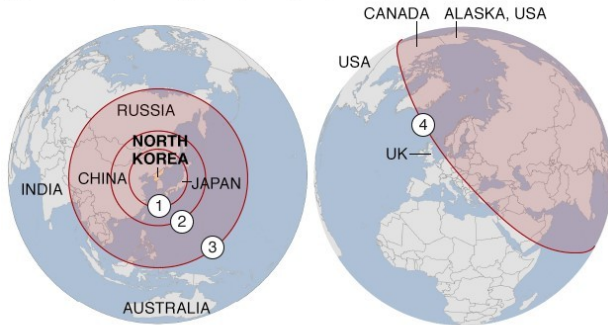 RUSSIA
NORTH
KOREA
INDIA
CHINA
JAPAN
1
2
3
AUSTRALIA
CANADA
ALASKA, USA
USA
4
UK